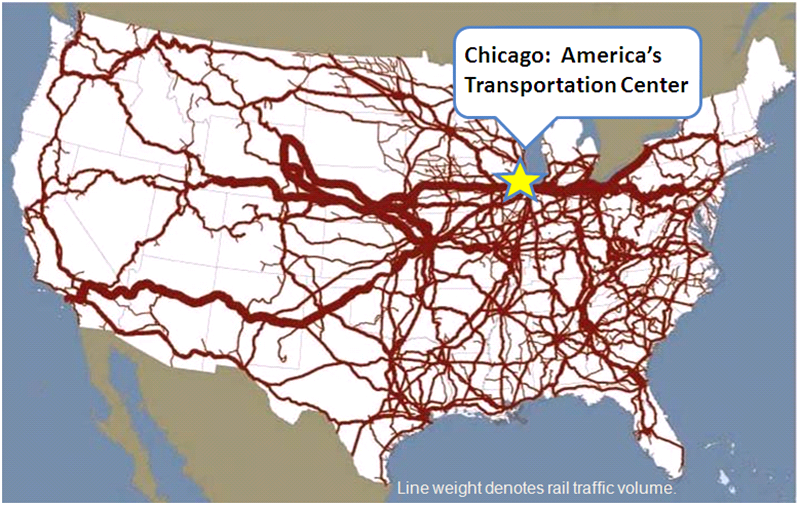 Chicago:  America’s
Transportation Center
Line weight denotes rail traffic volume.